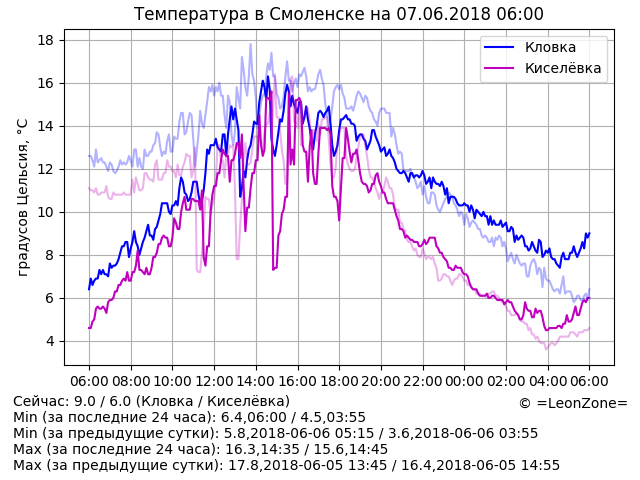 Температура в Смоленске на 07.06.2018 06:00
градусов Цельсия, °C
18
16
14
12
10
8
6
4
Кловка
Киселёвка
06:00 08:00 10:00 12:00 14:00 16:00 18:00 20:00 22:00 00:00 02:00 04:00 06:00
Сейчас: 9.0 / 6.0 (Кловка / Киселёвка)
© =LeonZone=
Min (за последние 24 часа): 6.4,06:00 / 4.5,03:55
Min (за предыдущие сутки): 5.8,2018-06-06 05:15 / 3.6,2018-06-06 03:55
Max (за последние 24 часа): 16.3,14:35 / 15.6,14:45
Max (за предыдущие сутки): 17.8,2018-06-05 13:45 / 16.4,2018-06-05 14:55